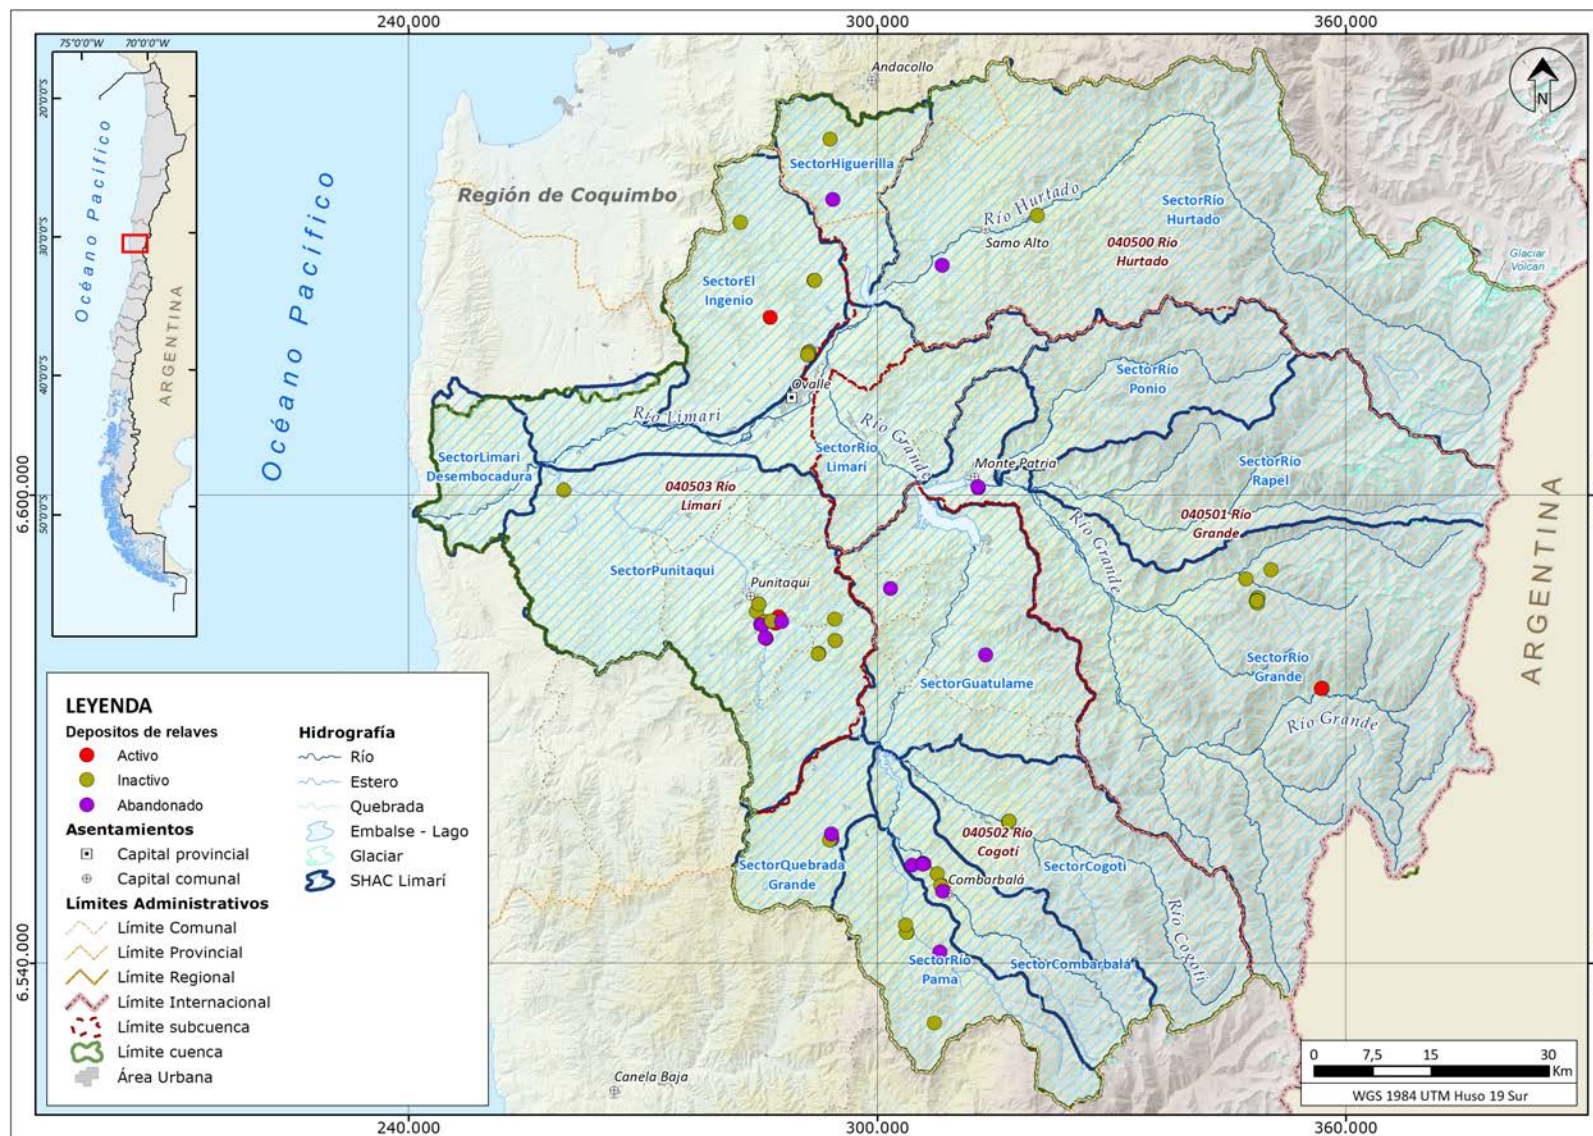 240.000
300.000
360.000
75°0'0"W
70°0'0"W
20°0'0"S
30°0'0"S
40°0'0"S
50°0'0"S
Océano Pacífico
ARGENTINA
Océano Pacífico
Región de Coquimbo
N
Andacollo
SectorHiguerilla
Río Hurtado
Samo Alto
SectorRío
Hurtado
040500 Río
Hurtado
Glaciar
Volcan
SectorEl
Ingenio
SectorRío
Ponio
Ovalle
Río Limari
Río Grande
SectorLimari
Desembocadura
SectorRío
Limarí
Monte Patria
SectorRío
Rapel
040503 Río
Limarí
040501 Río
Grande
Río Grande
ARGENTINA
SectorPunitaqui
Punitaqui
SectorGuatulame
SectorRío
Grande
Río Grande
6.600.000
6.540.000
040502 Río
Cogotí
SectorQuebrada
Grande
SectorCogoti
Combarbalá
Río Cogoti
SectorRío
Pama
SectorCombarbalá
Canela Baja
LEYENDA
Depositos de relaves
Activo
Inactivo
Abandonado
Asentamientos
Capital provincial
Capital comunal
Límites Administrativos
Límite Comunal
Límite Provincial
Límite Regional
Límite Internacional
Límite subcuenca
Límite cuenca
Área Urbana
Hidrografía
Río
Estero
Quebrada
Embalse - Lago
Glaciar
SHAC Limarí
0 7,5 15 30
Km
WGS 1984 UTM Huso 19 Sur
240.000
300.000
360.000